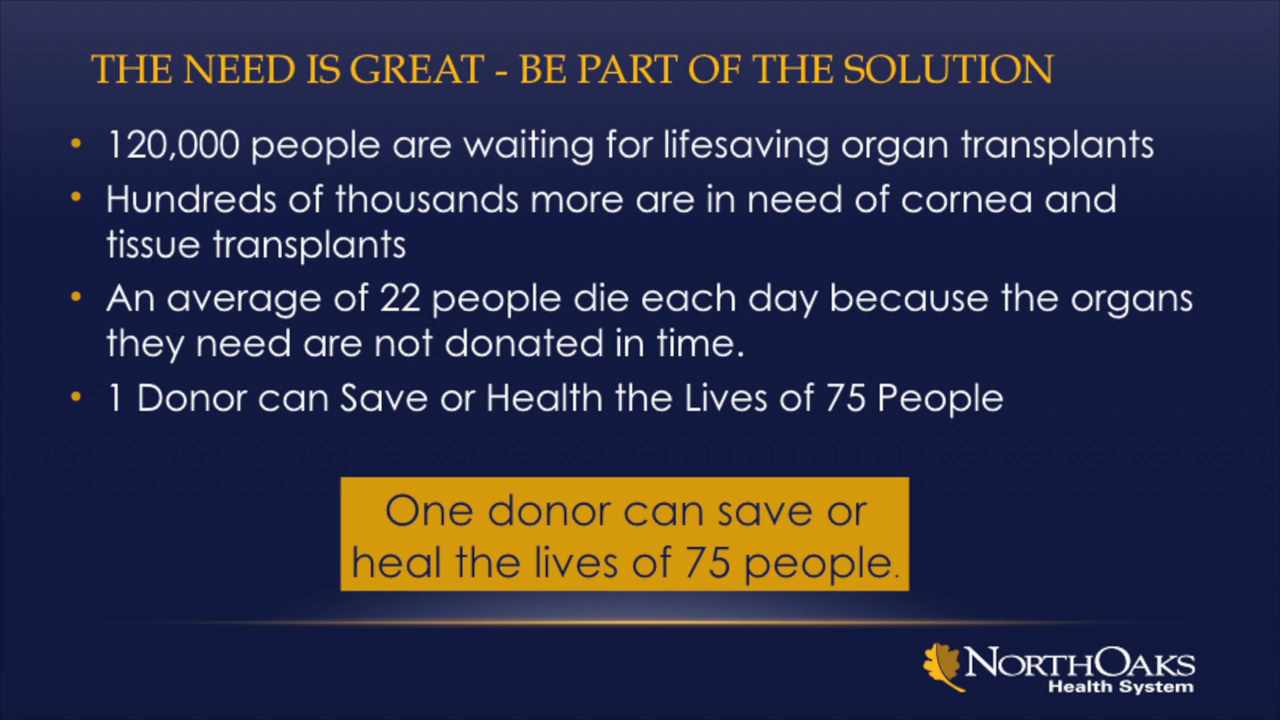 THE NEED IS GREAT - BE PART OF THE SOLUTION
• 120,000 people are waiting for lifesaving organ transplants
• Hundreds of thousands more are in need of cornea and
tissue transplants
• An average of 22 people die each day because the organs
they need are not donated in time.
• 1 Donor can Save or Health the Lives of 75 People
One donor can save or
heal the lives of 75 people.
NORTHOAKS
Health System